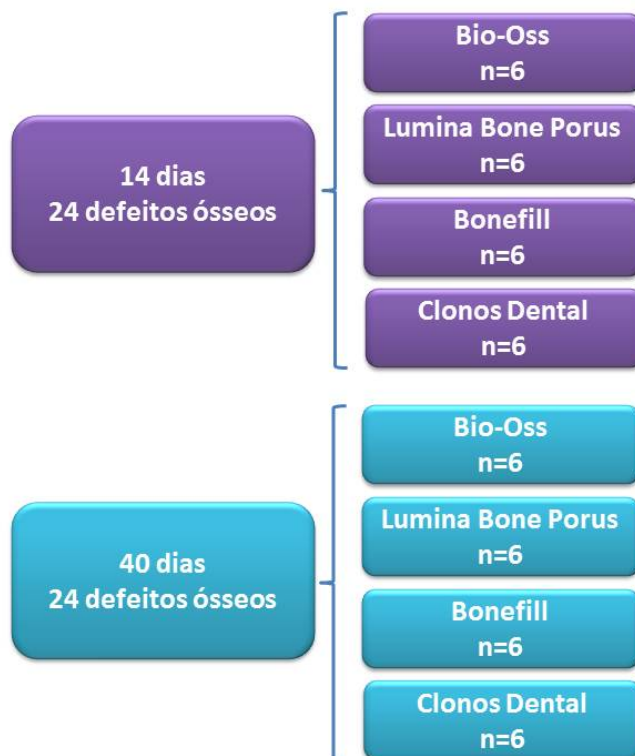 14 dias
24 defeitos ósseos
Bio-Oss
n=6
Lumina Bone Porus
n=6
Bonefill
n=6
Clonos Dental
n=6
40 dias
24 defeitos ósseos
Bio-Oss
n=6
Lumina Bone Porus
n=6
Bonefill
n=6
Clonos Dental
n=6